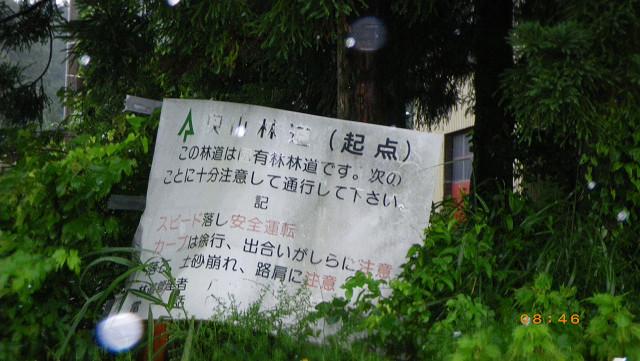 奥山林道（起点）
この林道は 有林林道です。次の
ことに十分注意して通行して下さい。
記
スピード落し安全運転
カーブは徐行、出合いがしらに注意
土砂崩れ、路肩に注意
08:46